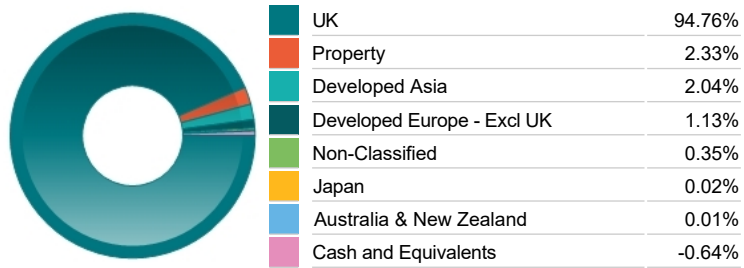 UK 94.76%
Property 2.33%
Developed Asia 2.04%
Developed Europe - Excl UK 1.13%
Non-Classified 0.35%
Japan 0.02%
Australia & New Zealand 0.01%
Cash and Equivalents -0.64%